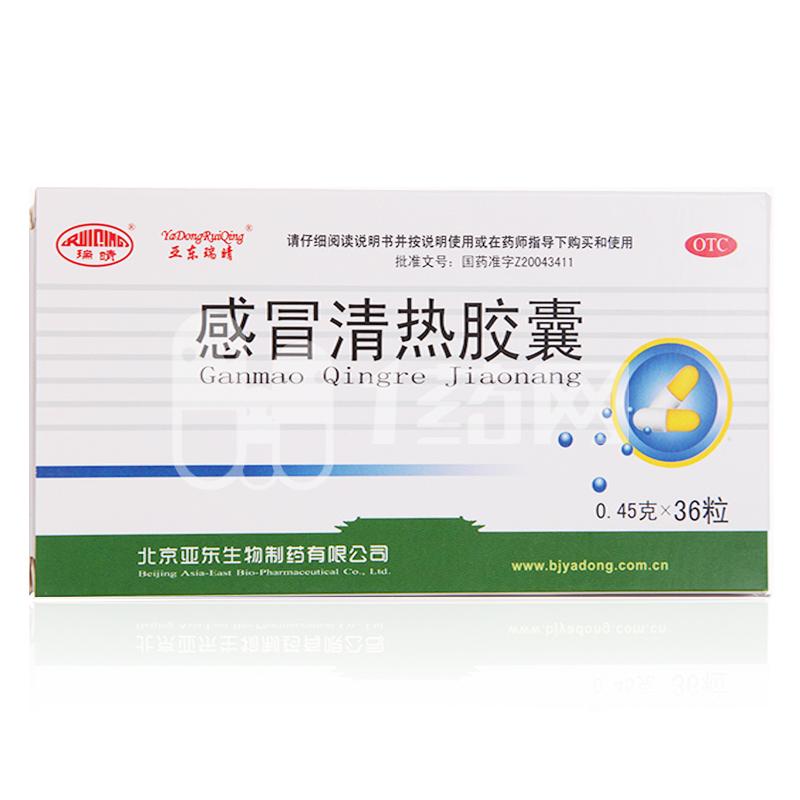 RUIQING®
瑞晴
YaDongRuiQing®
亚东瑞晴
请仔细阅读说明书并按说明使用或在药师指导下购买和使用
批准文号：国药准字Z20043411
OTC
感冒清热胶囊
Ganmao Qingre Jiaonang
1药网
0.45克×36粒
北京亚东生物制药有限公司
Beijing Asia-East Bio-Pharmaceutical Co., Ltd.
www.bjyadong.com.cn